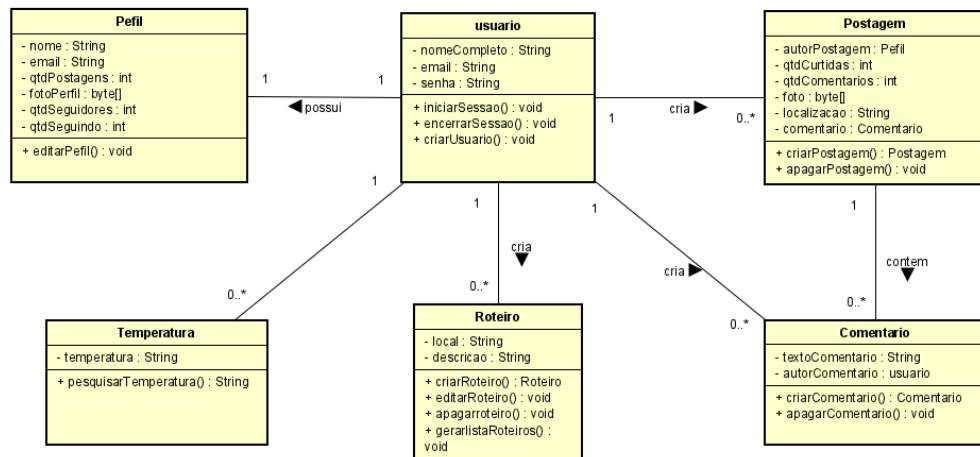 Pefil
- nome : String
- email : String
- qtdPostagens : int
- fotoPerfil : byte[]
- qtdSeguidores : int
- qtdSeguindo : int
+ editarPefil() : void
1
1
possui
usuario
- nomeCompleto : String
- email : String
- senha : String
+ iniciarSessao() : void
+ encerrarSessao() : void
+ criarUsuario() : void
1
cria
0..*
Postagem
- autorPostagem : Pefil
- qtdCurtidas : int
- qtdComentarios : int
- foto : byte[]
- localizacao : String
- comentario : Comentario
+ criarPostagem() : Postagem
+ apagarPostagem() : void
1
0..*
1
cria
0..*
1
cria
0..*
1
contem
0..*
Temperatura
- temperatura : String
+ pesquisarTemperatura() : String
Roteiro
- local : String
- descricao : String
+ criarRoteiro() : Roteiro
+ editarRoteiro() : void
+ apagarroteiro() : void
+ gerarlistaRoteiros() :
void
Comentario
- textoComentario : String
- autorComentario : usuario
+ criarComentario() : Comentario
+ apagarComentario() : void